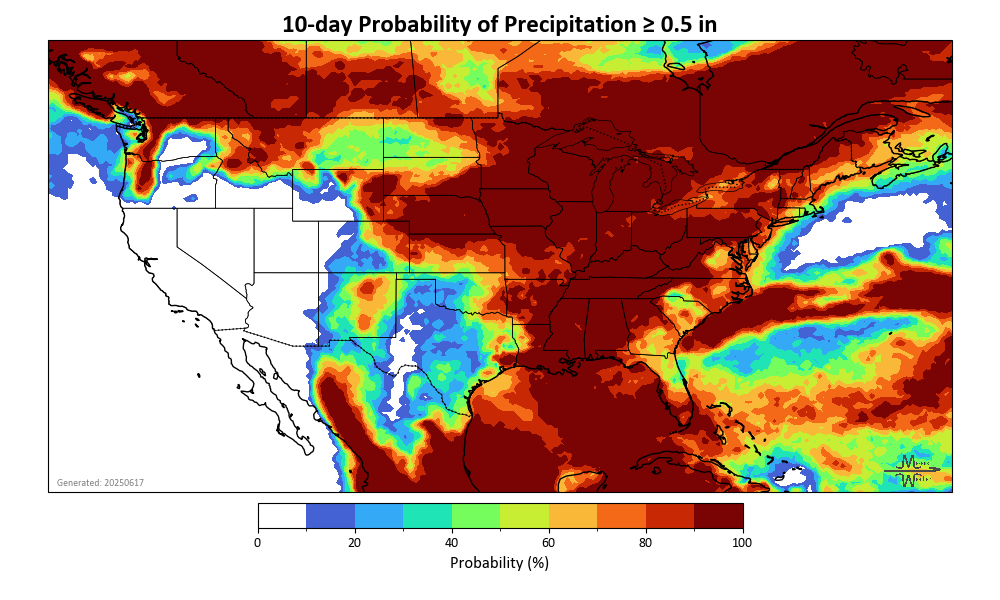 10-day Probability of Precipitation ≥ 0.5 in
Generated: 20250617
0 20 40 60 80 100
Probability (%)